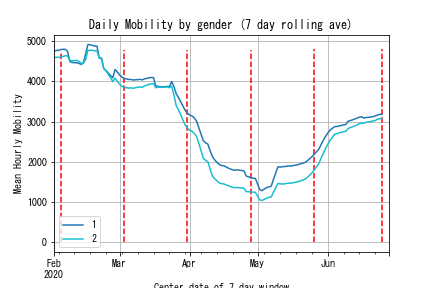 Daily Mobility by gender (7 day rolling ave)
Mean Hourly Mobility
5000
4000
3000
2000
1000
0
1
2
Feb
2020
Mar
Apr
May
Jun
Center date of 7 day window